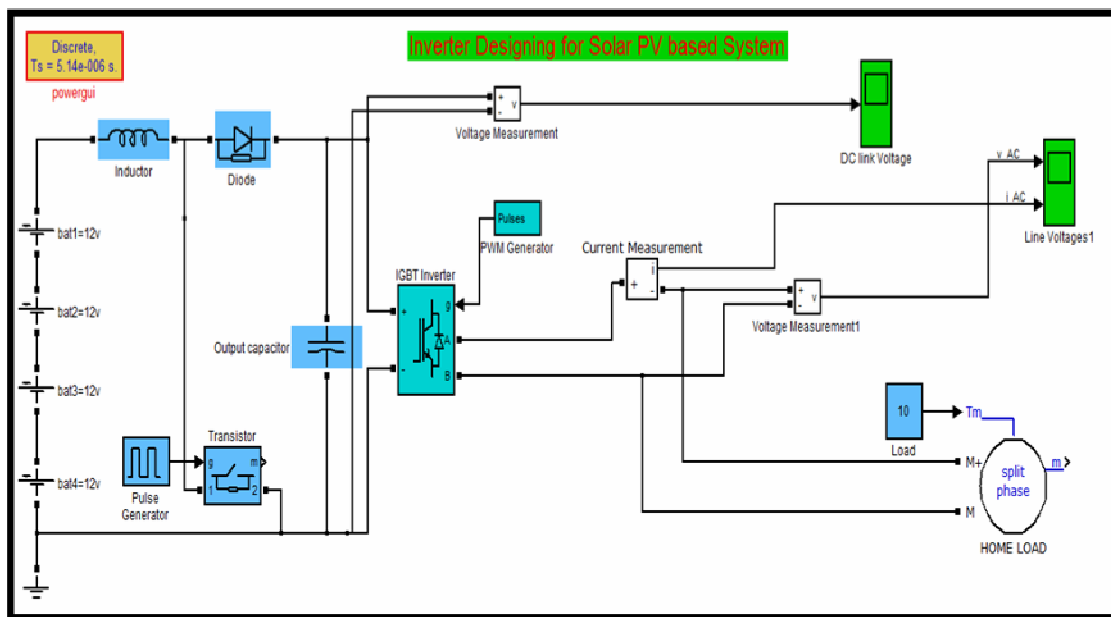 Inverter Designing for Solar PV based System
Discrete,
Ts = 5.14e-006 s.
powergui
Inductor
Diode
+
-
v
Voltage Measurement
DC link Voltage
v AC
i AC
Line Voltages1
bat1=12v
bat2=12v
bat3=12v
bat4=12v
Pulses
PWM Generator
Current Measurement
+
i
-
+
-
v
Voltage Measurement1
IGBT Inverter
+
-
g
A
B
Output capacitor
Transistor
g
m
1
2
Pulse
Generator
10
Load
Tm
M+
M
split
phase
m
HOME LOAD